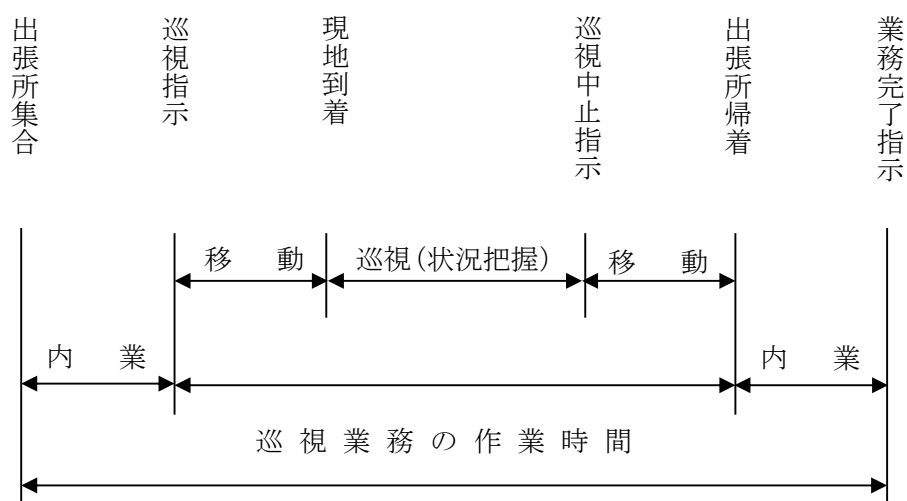 出張所集合
巡視指示
現地到着
巡視中止指示
出張所帰着
業務完了指示
移動
巡視(状況把握)
移動
内業
内業
巡視業務の作業時間